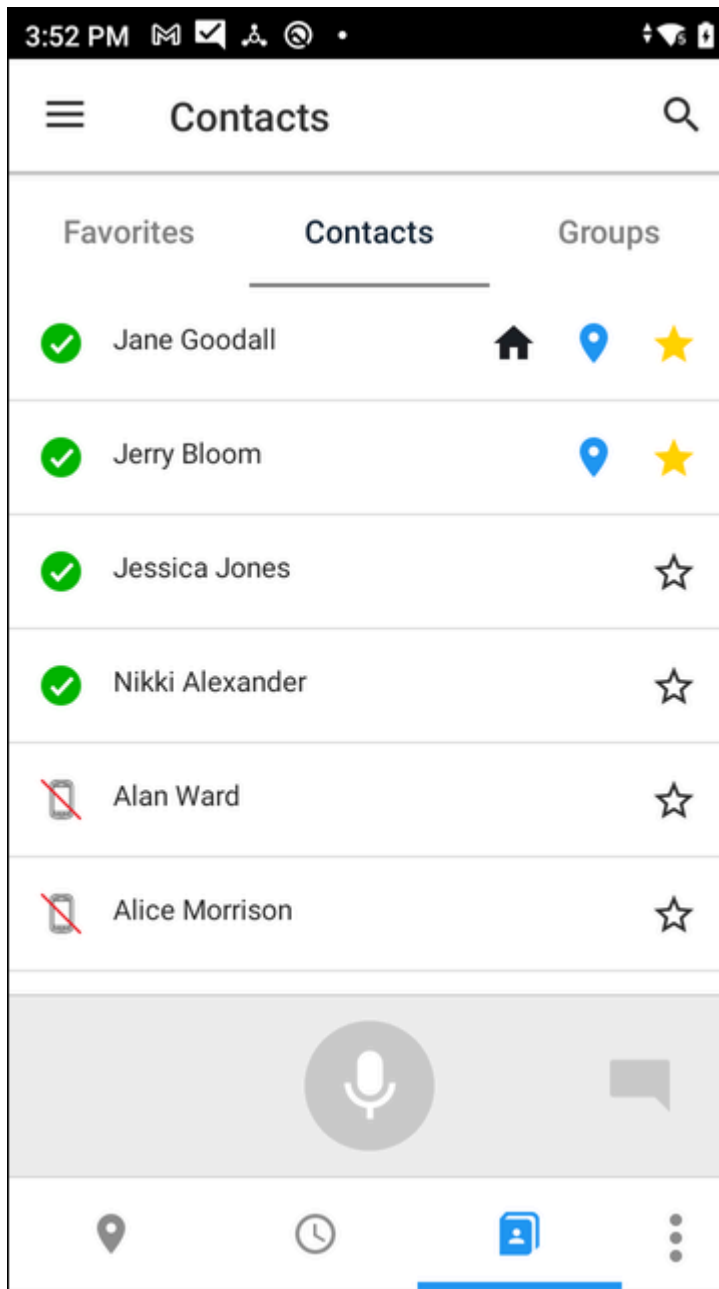 3:52 PM
Contacts
Favorites Contacts Groups
Jane Goodall
Jerry Bloom
Jessica Jones
Nikki Alexander
Alan Ward
Alice Morrison